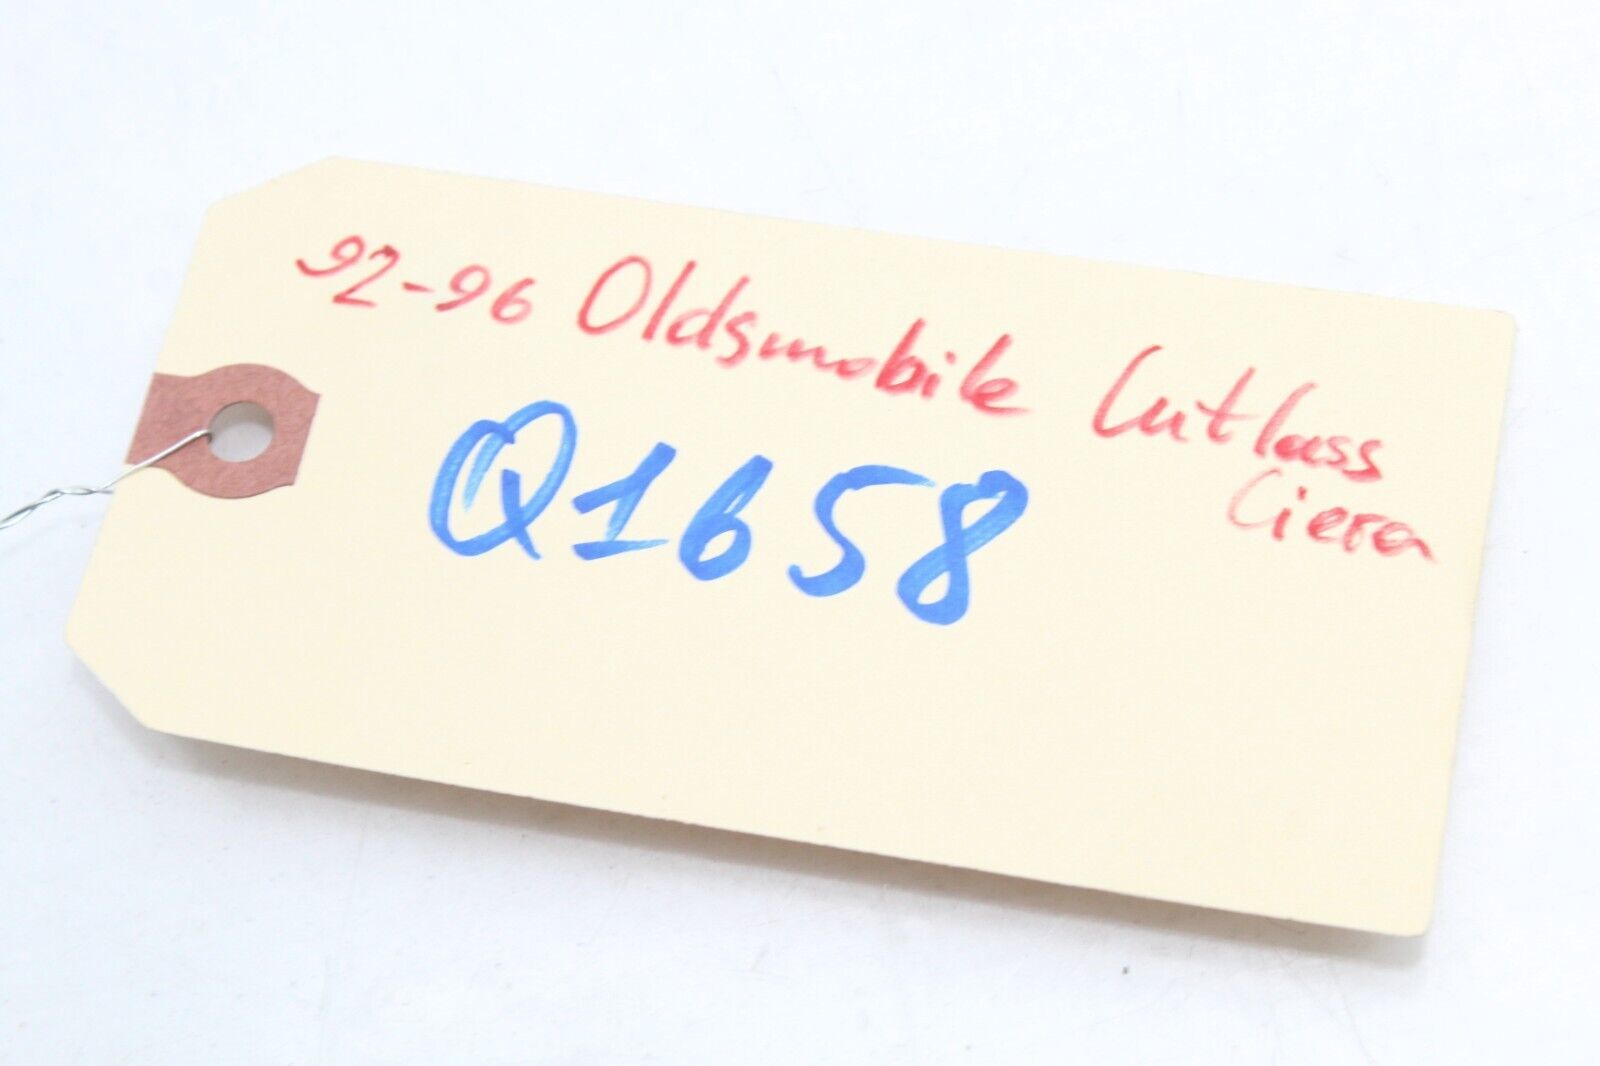 92-96 Oldsmobile Cutlass
Ciera
Q1658